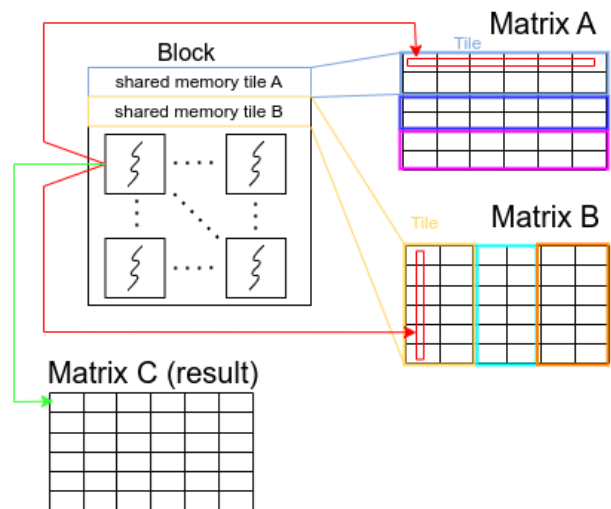 Matrix A
Tile
Block
shared memory tile A
shared memory tile B
Tile
Matrix B
Matrix C (result)